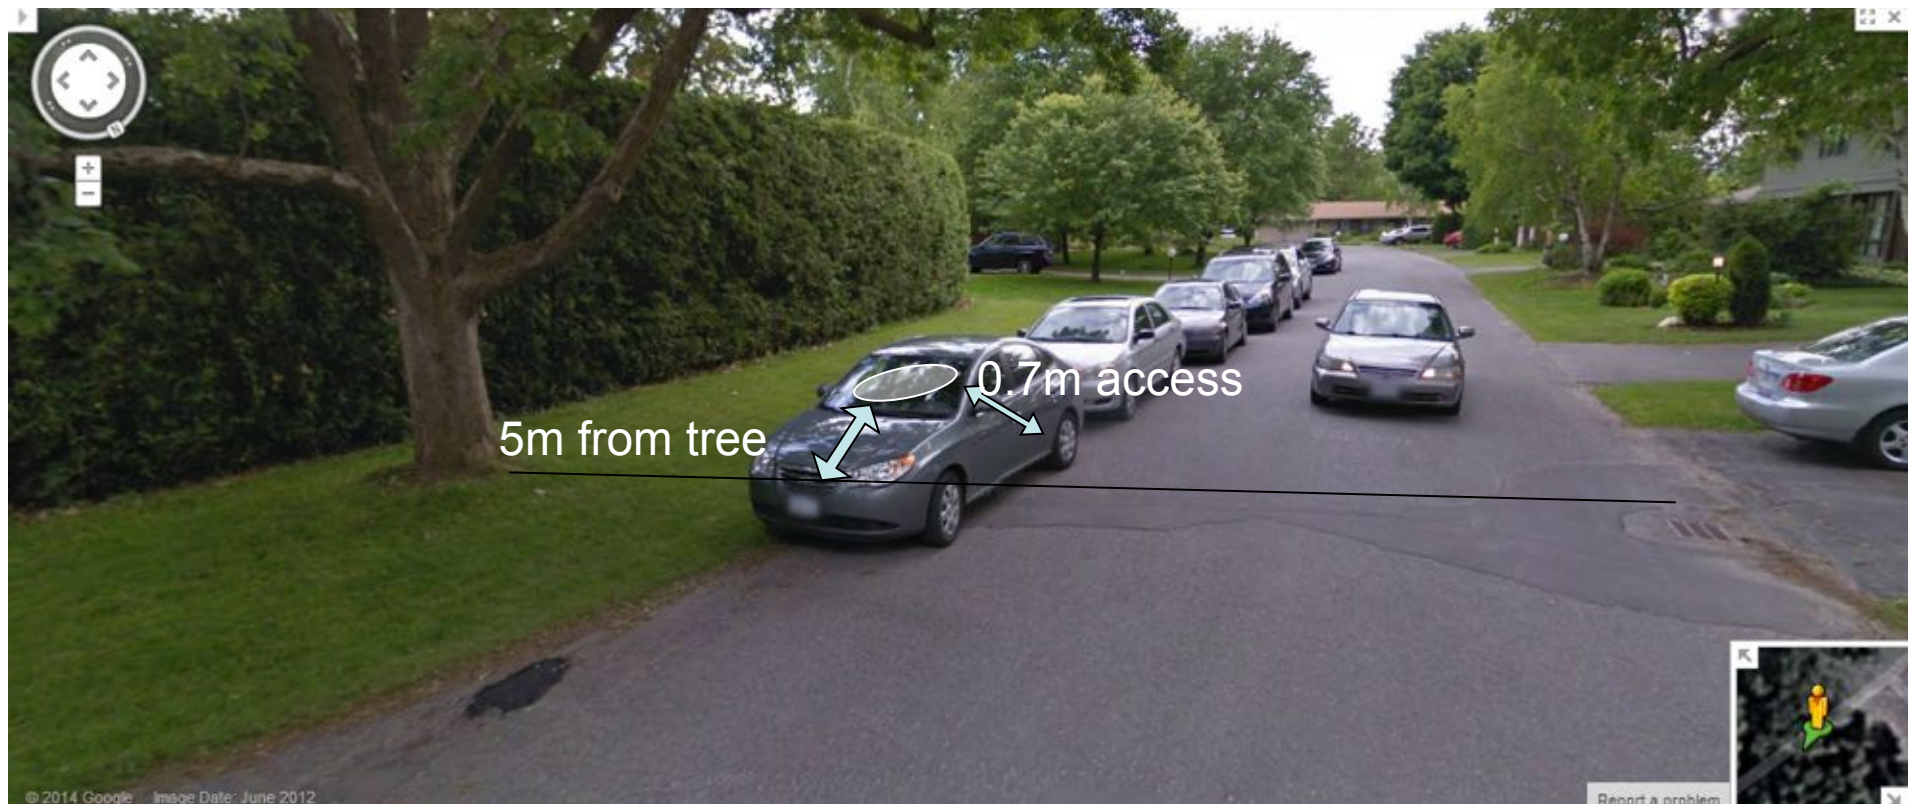 0.7m access
5m from tree
© 2014 Google Image Date: June 2012
Report a problem